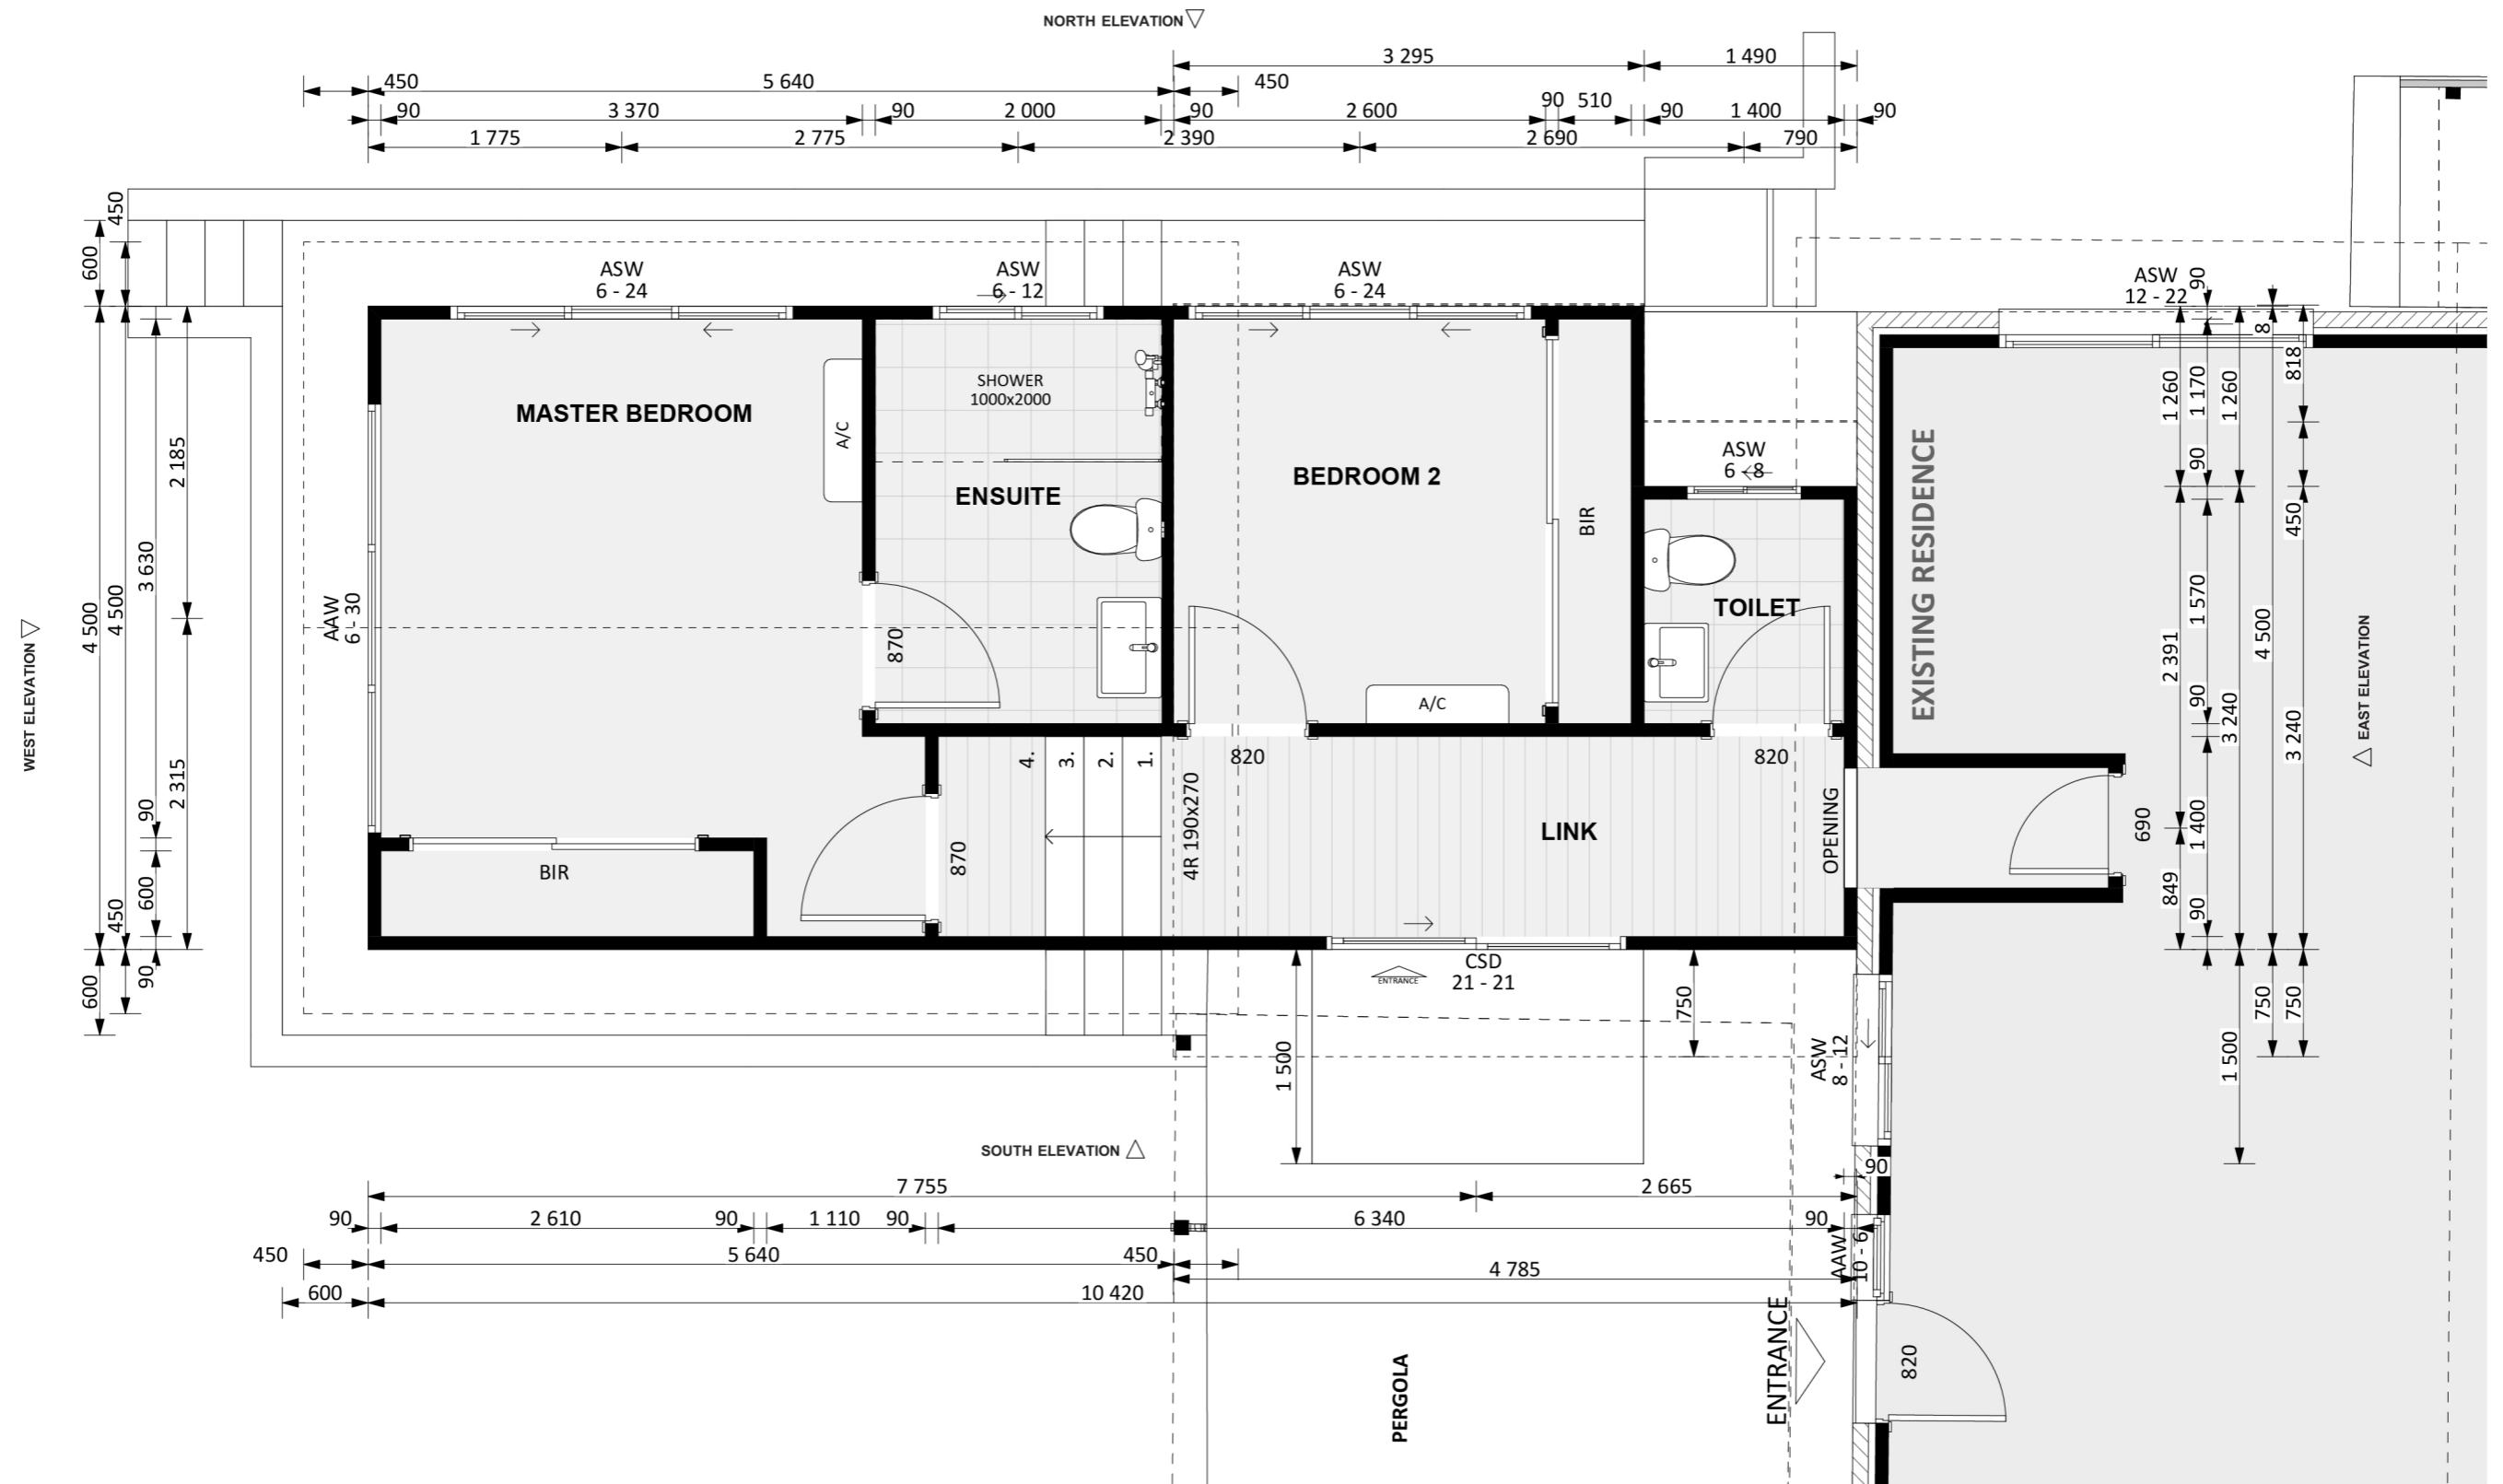 NORTH ELEVATION
3 295
1 490
450
5 640
450
90
3 370
90
2 000
90
2 600
90
510
90
1 400
90
1 775
2 775
2 390
2 690
790
450
600
4 500
4 500
3 630
2 185
2 315
90
600
450
90
600
WEST ELEVATION
ASW
6 - 24
ASW
6 - 12
ASW
6 - 24
ASW
12 - 22
MASTER BEDROOM
A/C
SHOWER
1000x2000
ENSUITE
BEDROOM 2
BIR
ASW
6 - 8
TOILET
EXISTING RESIDENCE
AAW
6 - 30
870
A/C
BIR
870
4.
3.
2.
1.
4R 190x270
820
820
LINK
OPENING
690
90
1 260
1 170
1 260
8
818
90
450
2 391
1 570
4 500
90
3 240
3 240
1 400
849
90
750
750
1 500
EAST ELEVATION
CSD
21 - 21
ENTRANCE
750
1 500
ASW
8 - 12
SOUTH ELEVATION
90
7 755
2 665
90
2 610
90
1 110
90
6 340
90
450
5 640
450
4 785
600
10 420
AAW
10 - 6
PERGOLA
ENTRANCE
820